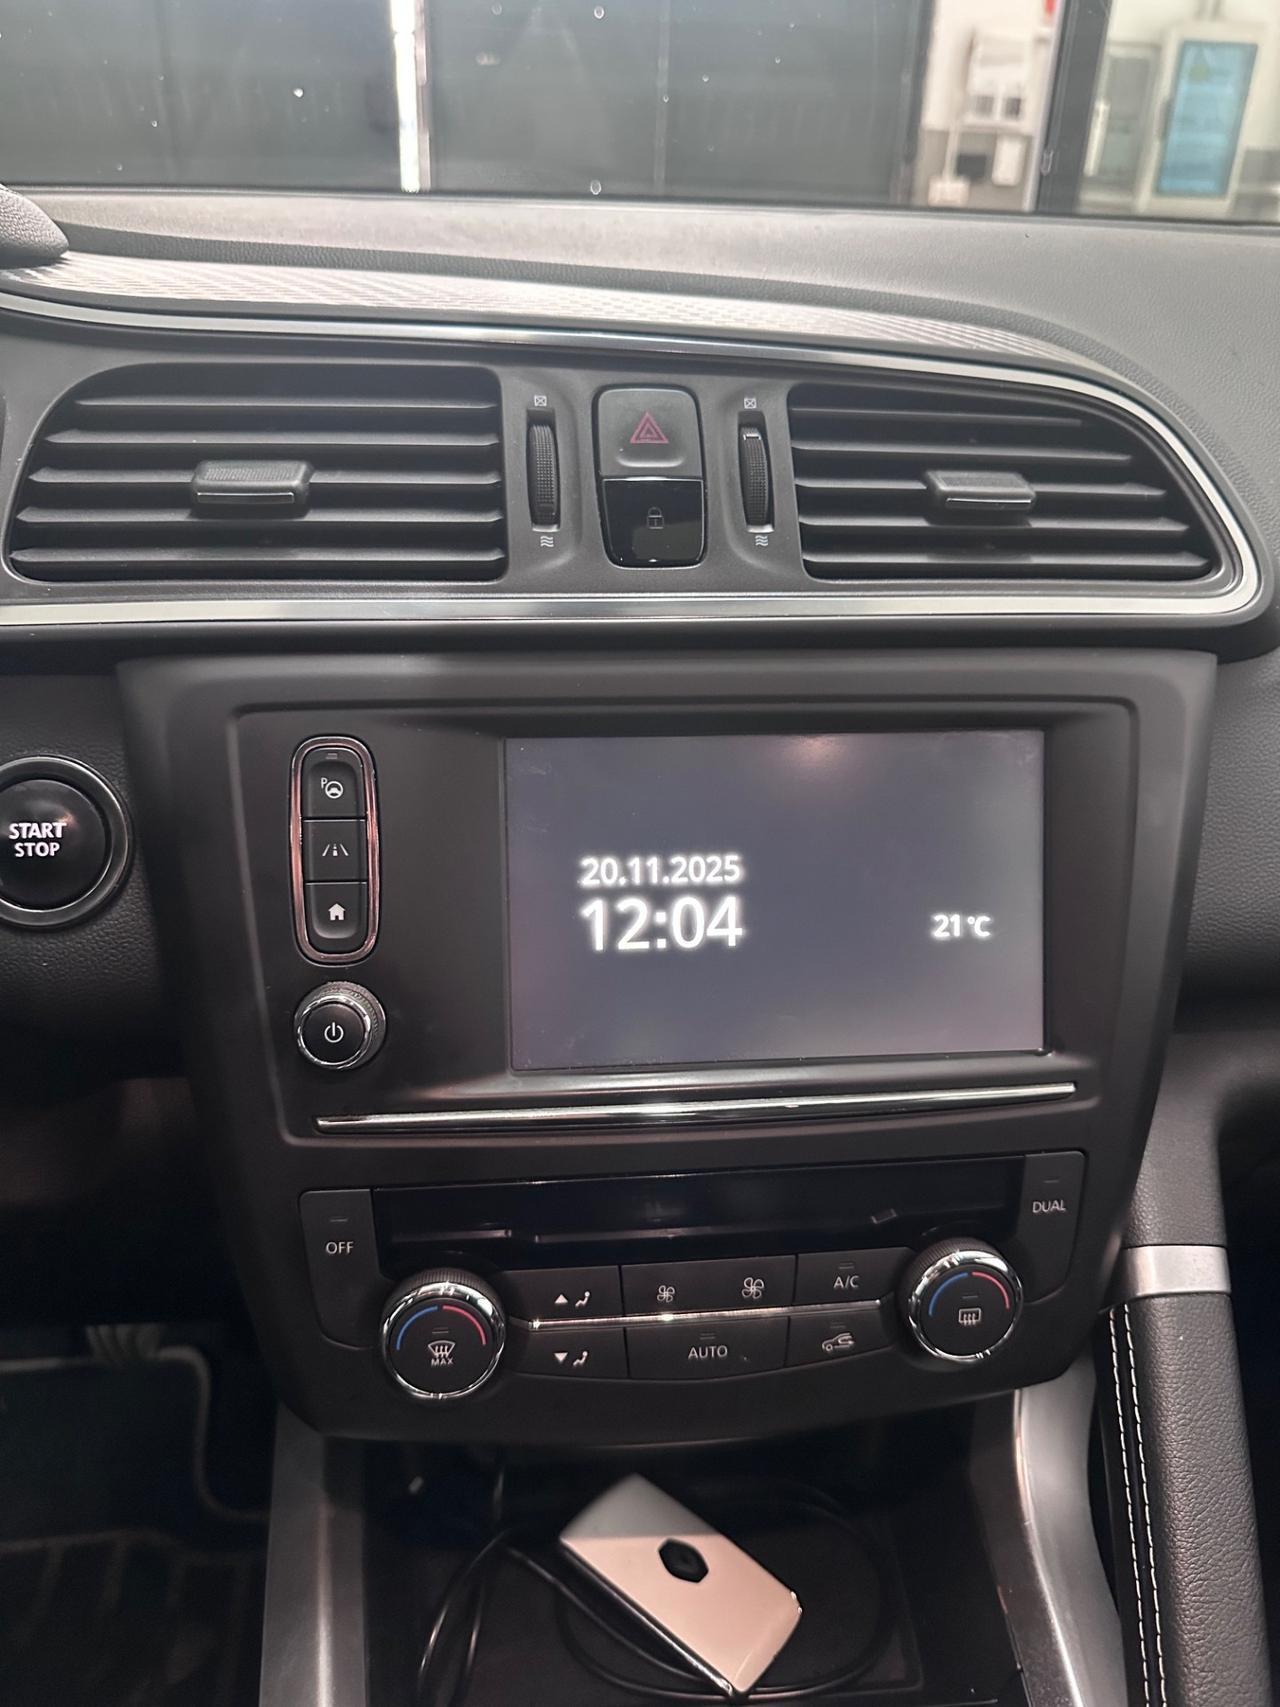 P
START
STOP
20.11.2025
12:04
21 °C
OFF
DUAL
A/C
MAX
AUTO